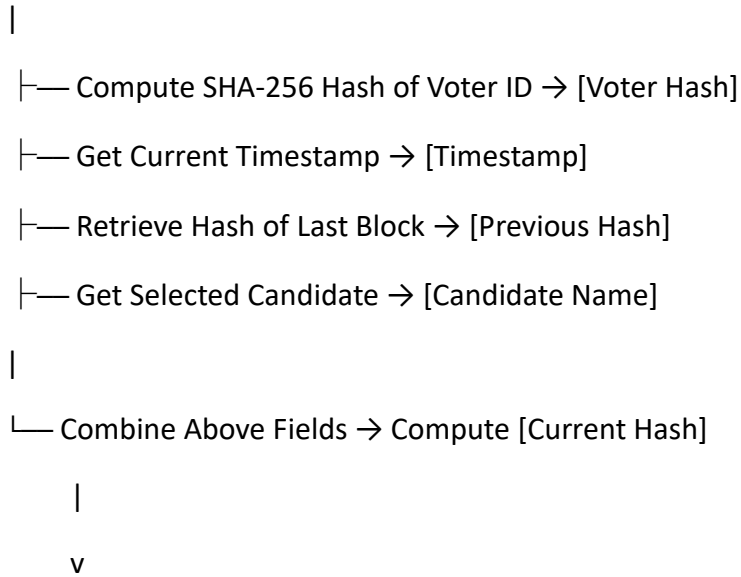 |
├── Compute SHA-256 Hash of Voter ID → [Voter Hash]
├── Get Current Timestamp → [Timestamp]
├── Retrieve Hash of Last Block → [Previous Hash]
├── Get Selected Candidate → [Candidate Name]
|
└── Combine Above Fields → Compute [Current Hash]
|
v